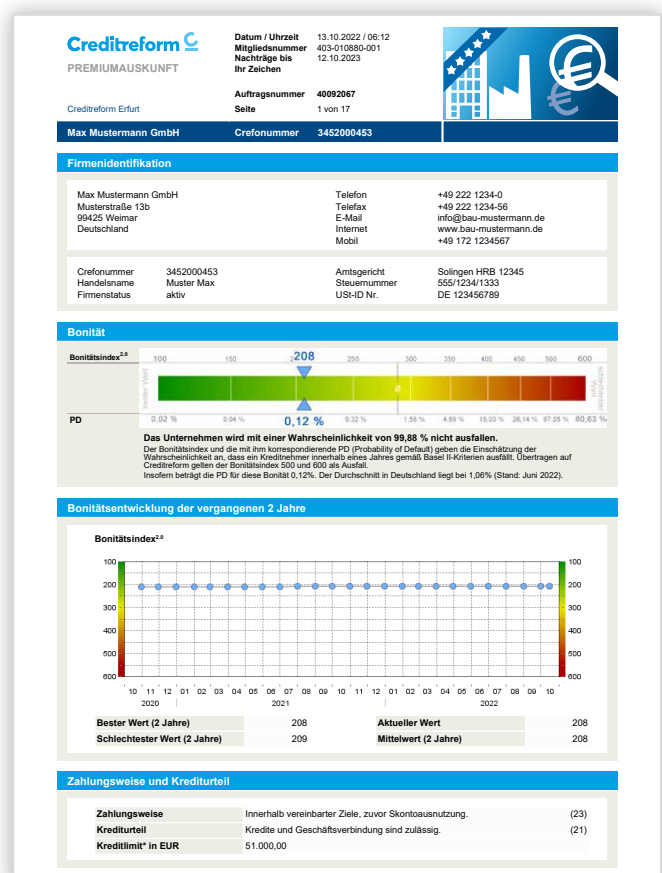 Creditreform
PREMIUMAUSKUNFT
Creditreform Erfurt
Datum / Uhrzeit 13.10.2022 / 06:12
Mitgliedsnummer 403-010880-001
Nachträge bis 12.10.2023
Ihr Zeichen
Auftragsnummer 40092067
Seite 1 von 17
Max Mustermann GmbH Crefonummer 3452000453
Firmenidentifikation
Max Mustermann GmbH Telefon +49 222 1234-0
Musterstraße 13b Telefax +49 222 1234-56
99425 Weimar E-Mail info@bau-mustermann.de
Deutschland Internet www.bau-mustermann.de
Mobil +49 172 1234567
Crefonummer 3452000453 Amtsgericht Solingen HRB 12345
Handelsname Muster Max Steuernummer 555/1234/1333
Firmenstatus aktiv USt-ID Nr. DE 123456789
Bonität
Bonitätsindex2.0 100 150 208 250 300 350 400 450 500 600
bester Wert schlechtester Wert
PD 0,02 % 0,04 % 0,12 % 0,32 % 1,56 % 4,89 % 15,03 % 26,14 % 67,05 % 80,63 %
Das Unternehmen wird mit einer Wahrscheinlichkeit von 99,88 % nicht ausfallen.
Der Bonitätsindex und die mit ihm korrespondierende PD (Probability of Default) geben die Einschätzung der
Wahrscheinlichkeit an, dass ein Kreditnehmer innerhalb eines Jahres gemäß Basel II-Kriterien ausfällt. Übertragen auf
Creditreform gelten der Bonitätsindex 500 und 600 als Ausfall.
Insofern beträgt die PD für diese Bonität 0,12%. Der Durchschnitt in Deutschland liegt bei 1,06% (Stand: Juni 2022).
Bonitätsentwicklung der vergangenen 2 Jahre
Bonitätsindex2.0
100 100
200 200
300 300
400 400
500 500
600 600
10 11 12 01 02 03 04 05 06 07 08 09 10 11 12 01 02 03 04 05 06 07 08 09 10
2020 2021 2022
Bester Wert (2 Jahre) 208 Aktueller Wert 208
Schlechtester Wert (2 Jahre) 209 Mittelwert (2 Jahre) 208
Zahlungsweise und Krediturteil
Zahlungsweise Innerhalb vereinbarter Ziele, zuvor Skontoausnutzung. (23)
Krediturteil Kredite und Geschäftsverbindung sind zulässig. (21)
Kreditlimit* in EUR 51.000,00